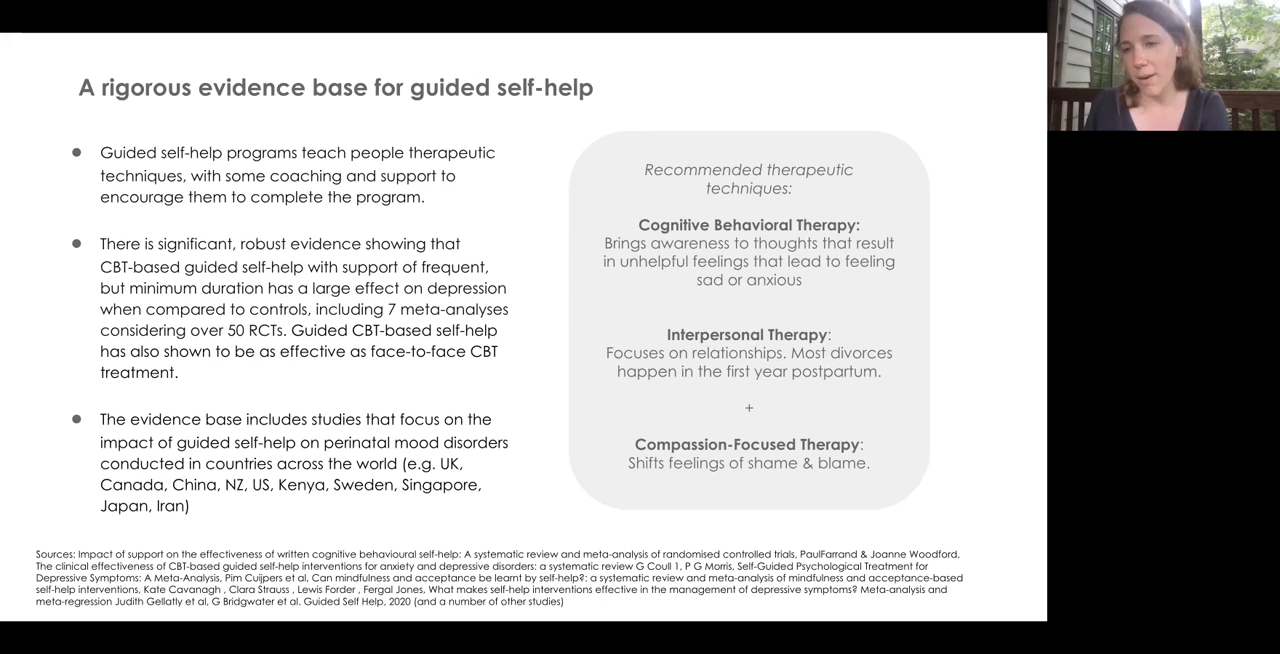 A rigorous evidence base for guided self-help
● Guided self-help programs teach people therapeutic
techniques, with some coaching and support to
encourage them to complete the program.
● There is significant, robust evidence showing that
CBT-based guided self-help with support of frequent,
but minimum duration has a large effect on depression
when compared to controls, including 7 meta-analyses
considering over 50 RCTs. Guided CBT-based self-help
has also shown to be as effective as face-to-face CBT
treatment.
● The evidence base includes studies that focus on the
impact of guided self-help on perinatal mood disorders
conducted in countries across the world (e.g. UK,
Canada, China, NZ, US, Kenya, Sweden, Singapore,
Japan, Iran)
Recommended therapeutic
techniques:
Cognitive Behavioral Therapy:
Brings awareness to thoughts that result
in unhelpful feelings that lead to feeling
sad or anxious
Interpersonal Therapy:
Focuses on relationships. Most divorces
happen in the first year postpartum.
+
Compassion-Focused Therapy:
Shifts feelings of shame & blame.
Sources: Impact of support on the effectiveness of written cognitive behavioural self-help: A systematic review and meta-analysis of randomised controlled trials, PaulFarrand & Joanne Woodford,
The clinical effectiveness of CBT-based guided self-help interventions for anxiety and depressive disorders: a systematic review G Coull 1, P G Morris, Self-Guided Psychological Treatment for
Depressive Symptoms: A Meta-Analysis, Pim Cuijpers et al, Can mindfulness and acceptance be learnt by self-help?: a systematic review and meta-analysis of mindfulness and acceptance-based
self-help interventions, Kate Cavanagh , Clara Strauss , Lewis Forder , Fergal Jones, What makes self-help interventions effective in the management of depressive symptoms? Meta-analysis and
meta-regression Judith Gellatly et al, G Bridgwater et al. Guided Self Help, 2020 (and a number of other studies)